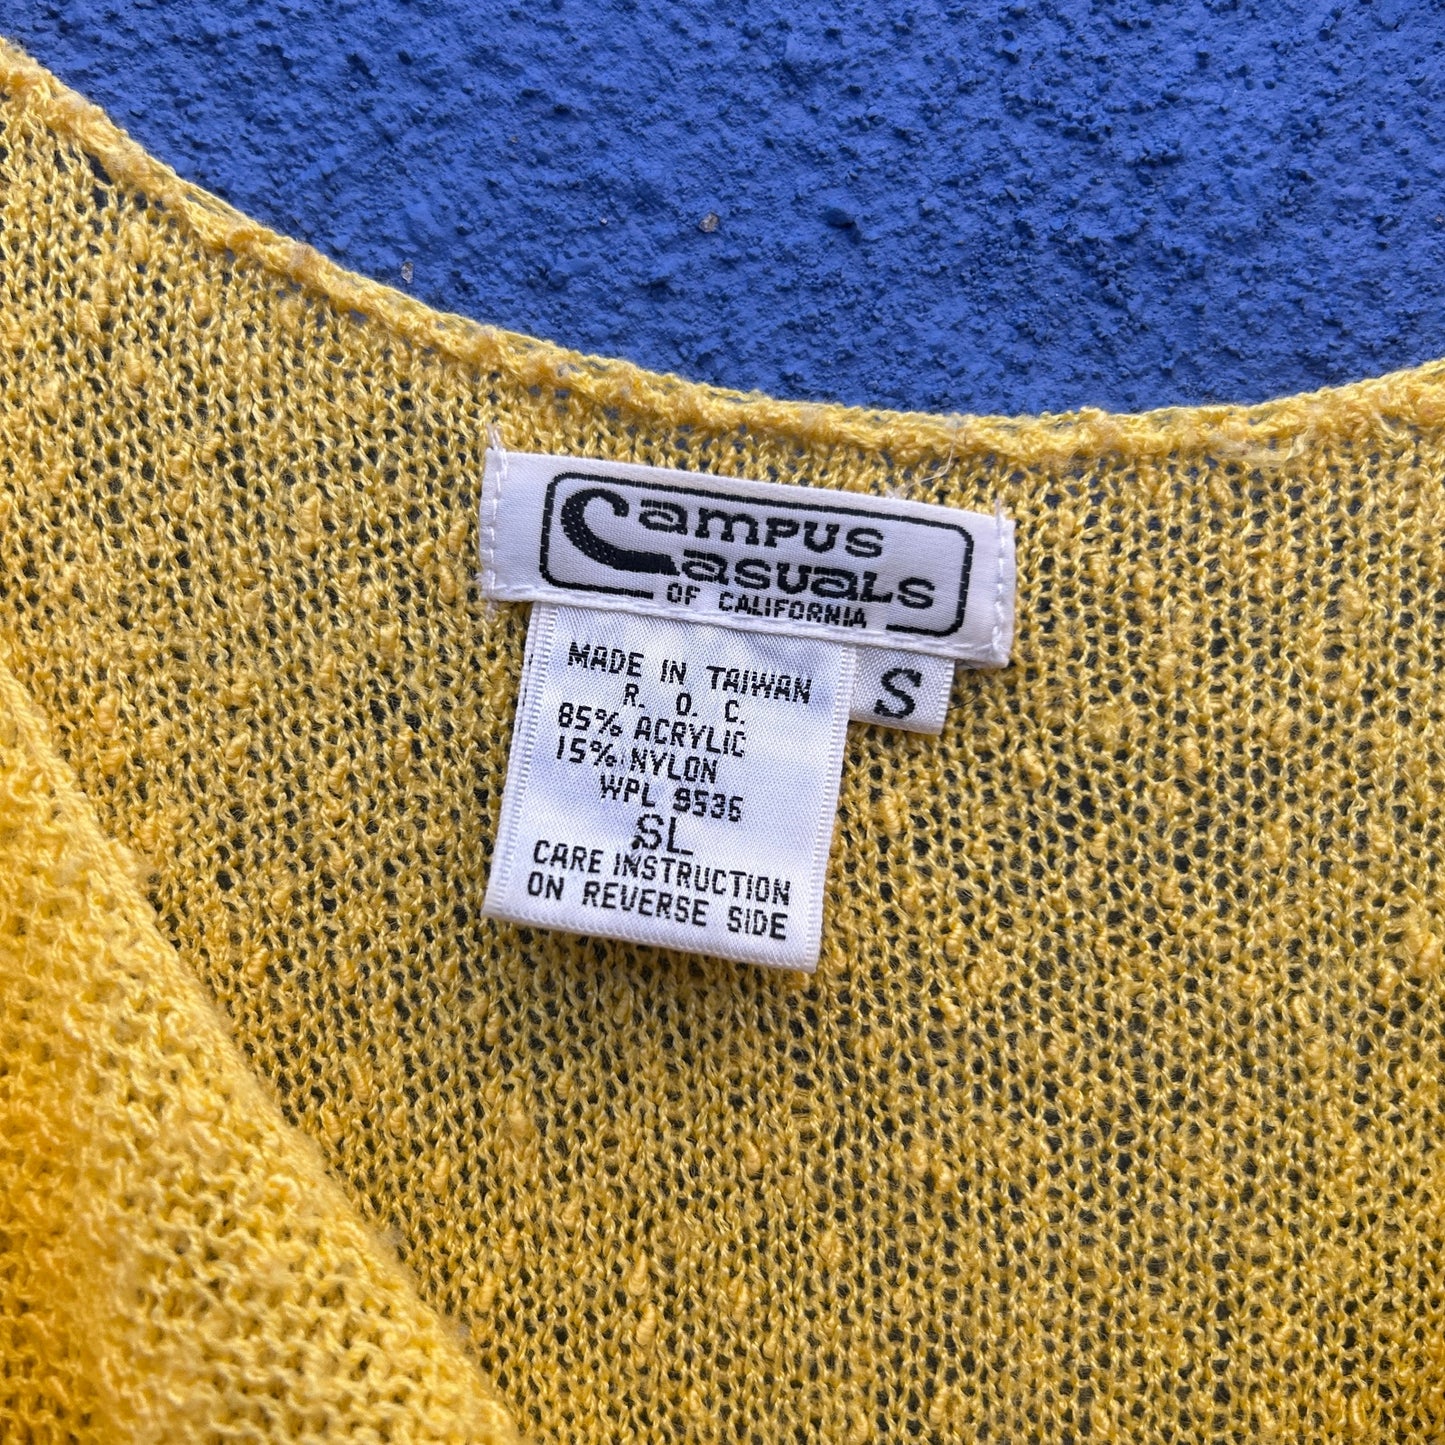 Campus
Casuals
OF CALIFORNIA
S
MADE IN TAIWAN
R. O. C.
85% ACRYLIC
15% NYLON
WPL 9536
SL
CARE INSTRUCTION
ON REVERSE SIDE